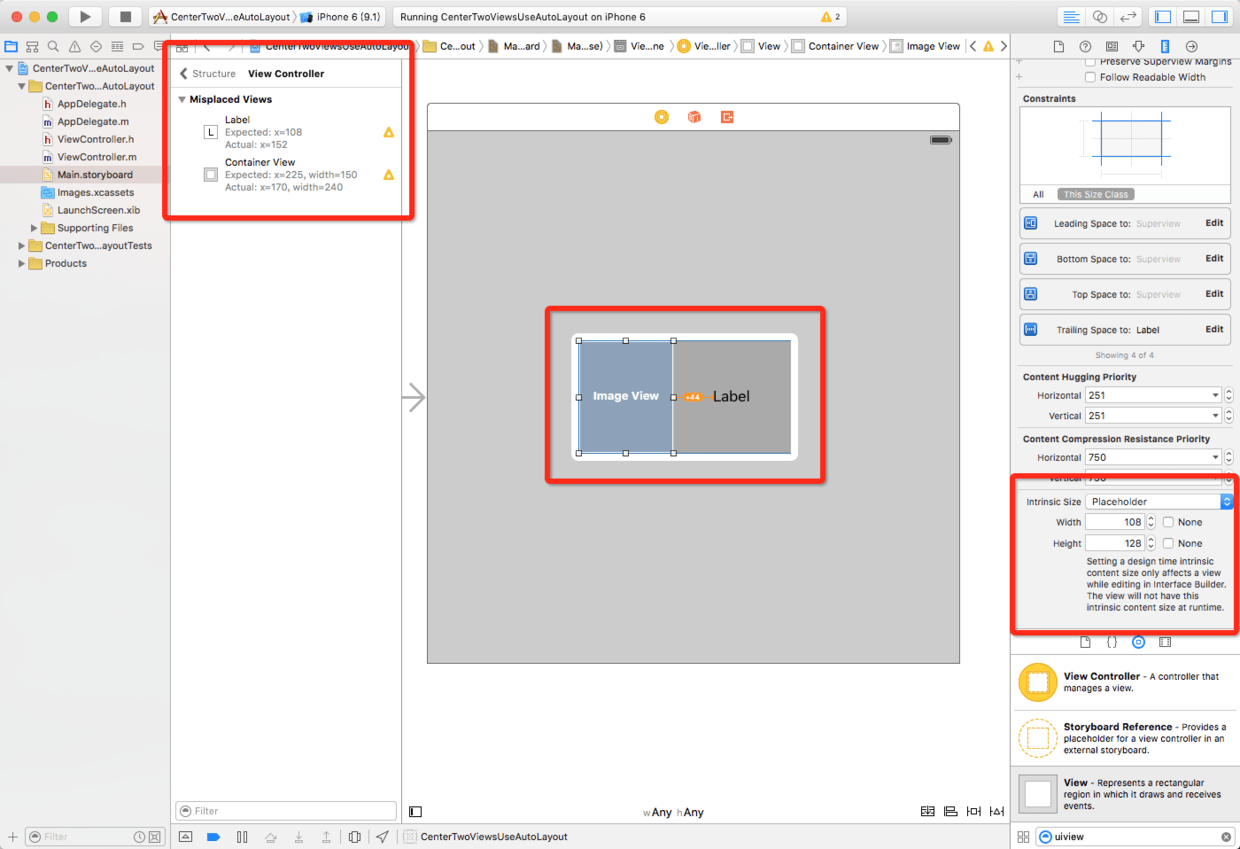 CenterTwoV...eAutoLayout
iPhone 6 (9.1)
Running CenterTwoViewsUseAutoLayout on iPhone 6
2
CenterTwoViewsUseAutoLayou
Ce...out
Ma...ard
Ma...se)
Vie...ne
Vie...ller
View
Container View
Image View
CenterTwoV...eAutoLayout
CenterTwo...AutoLayout
h AppDelegate.h
m AppDelegate.m
h ViewController.h
m ViewController.m
Main.storyboard
Images.xcassets
LaunchScreen.xib
Supporting Files
CenterTwo...ayoutTests
Products
Filter
Structure
View Controller
Misplaced Views
L
Label
Expected: x=108
Actual: x=152
Container View
Expected: x=225, width=150
Actual: x=170, width=240
Filter
Image View
+44
Label
wAny hAny
CenterTwoViewsUseAutoLayout
Preserve Superview Margins
Follow Readable Width
Constraints
All
This Size Class
Leading Space to: Superview Edit
Bottom Space to: Superview Edit
Top Space to: Superview Edit
Trailing Space to: Label Edit
Showing 4 of 4
Content Hugging Priority
Horizontal 251
Vertical 251
Content Compression Resistance Priority
Horizontal 750
Vertical 750
Intrinsic Size Placeholder
Width 108 None
Height 128 None
Setting a design time intrinsic
content size only affects a view
while editing in Interface Builder.
The view will not have this
intrinsic content size at runtime.
{}
View Controller - A controller that
manages a view.
Storyboard Reference - Provides a
placeholder for a view controller in an
external storyboard.
View - Represents a rectangular
region in which it draws and receives
events.
uiview